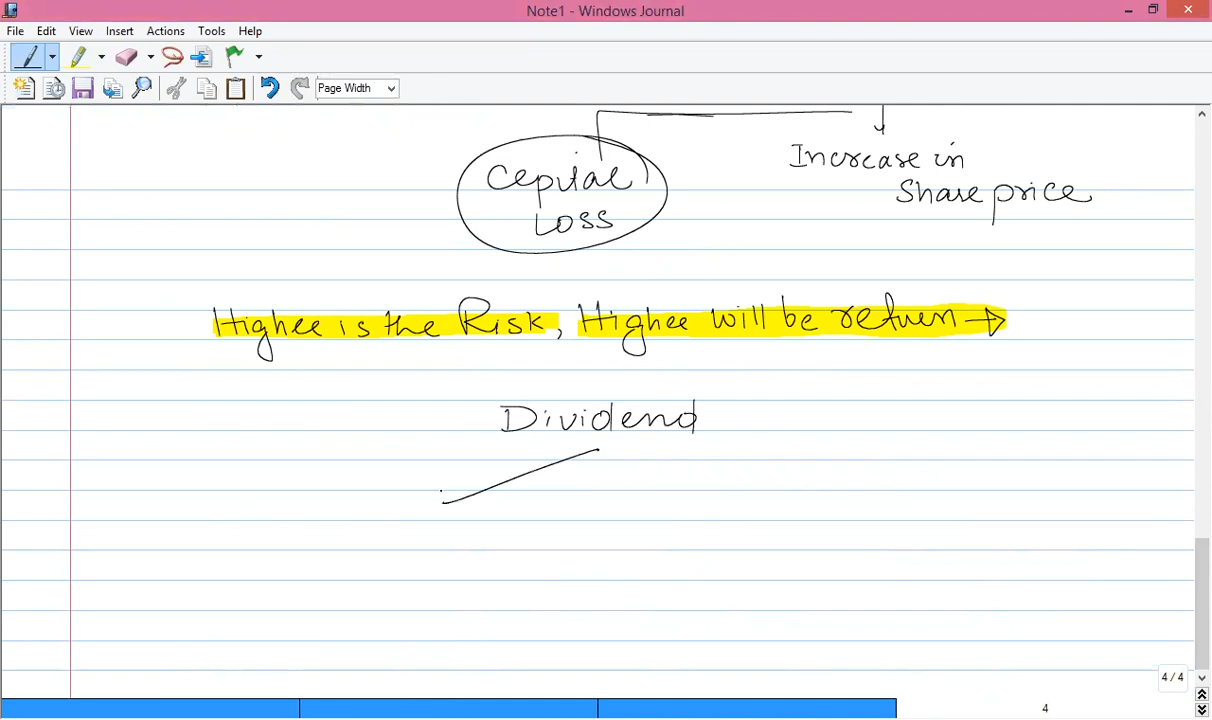 Note1 - Windows Journal
File Edit View Insert Actions Tools Help
Page Width
Increase in
Share price
Cepital
Loss
Highee is the Risk, Highee will be return →
Dividend
4 / 4
4